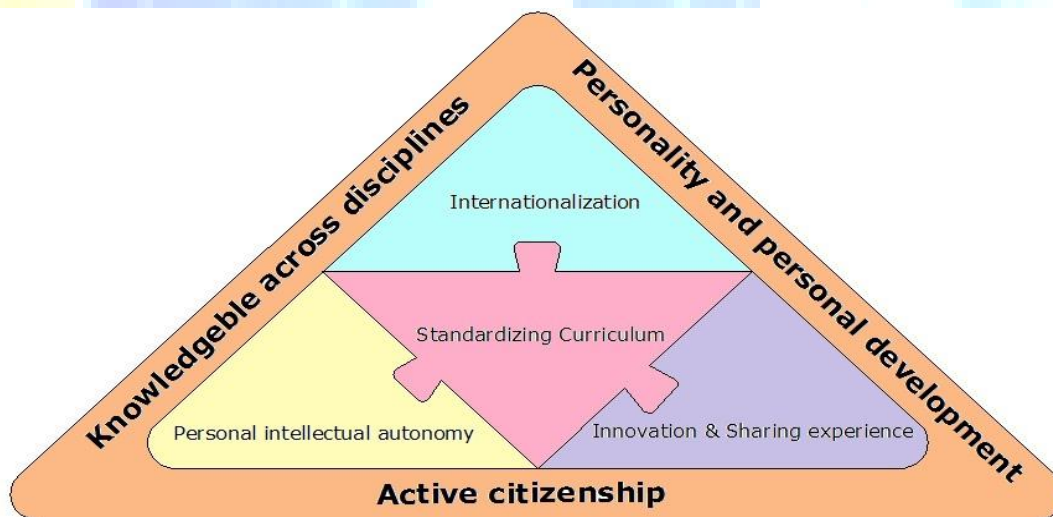 Knowledgeble across disciplines
Personality and personal development
Internationalization
Standardizing Curriculum
Personal intellectual autonomy
Innovation & Sharing experience
Active citizenship